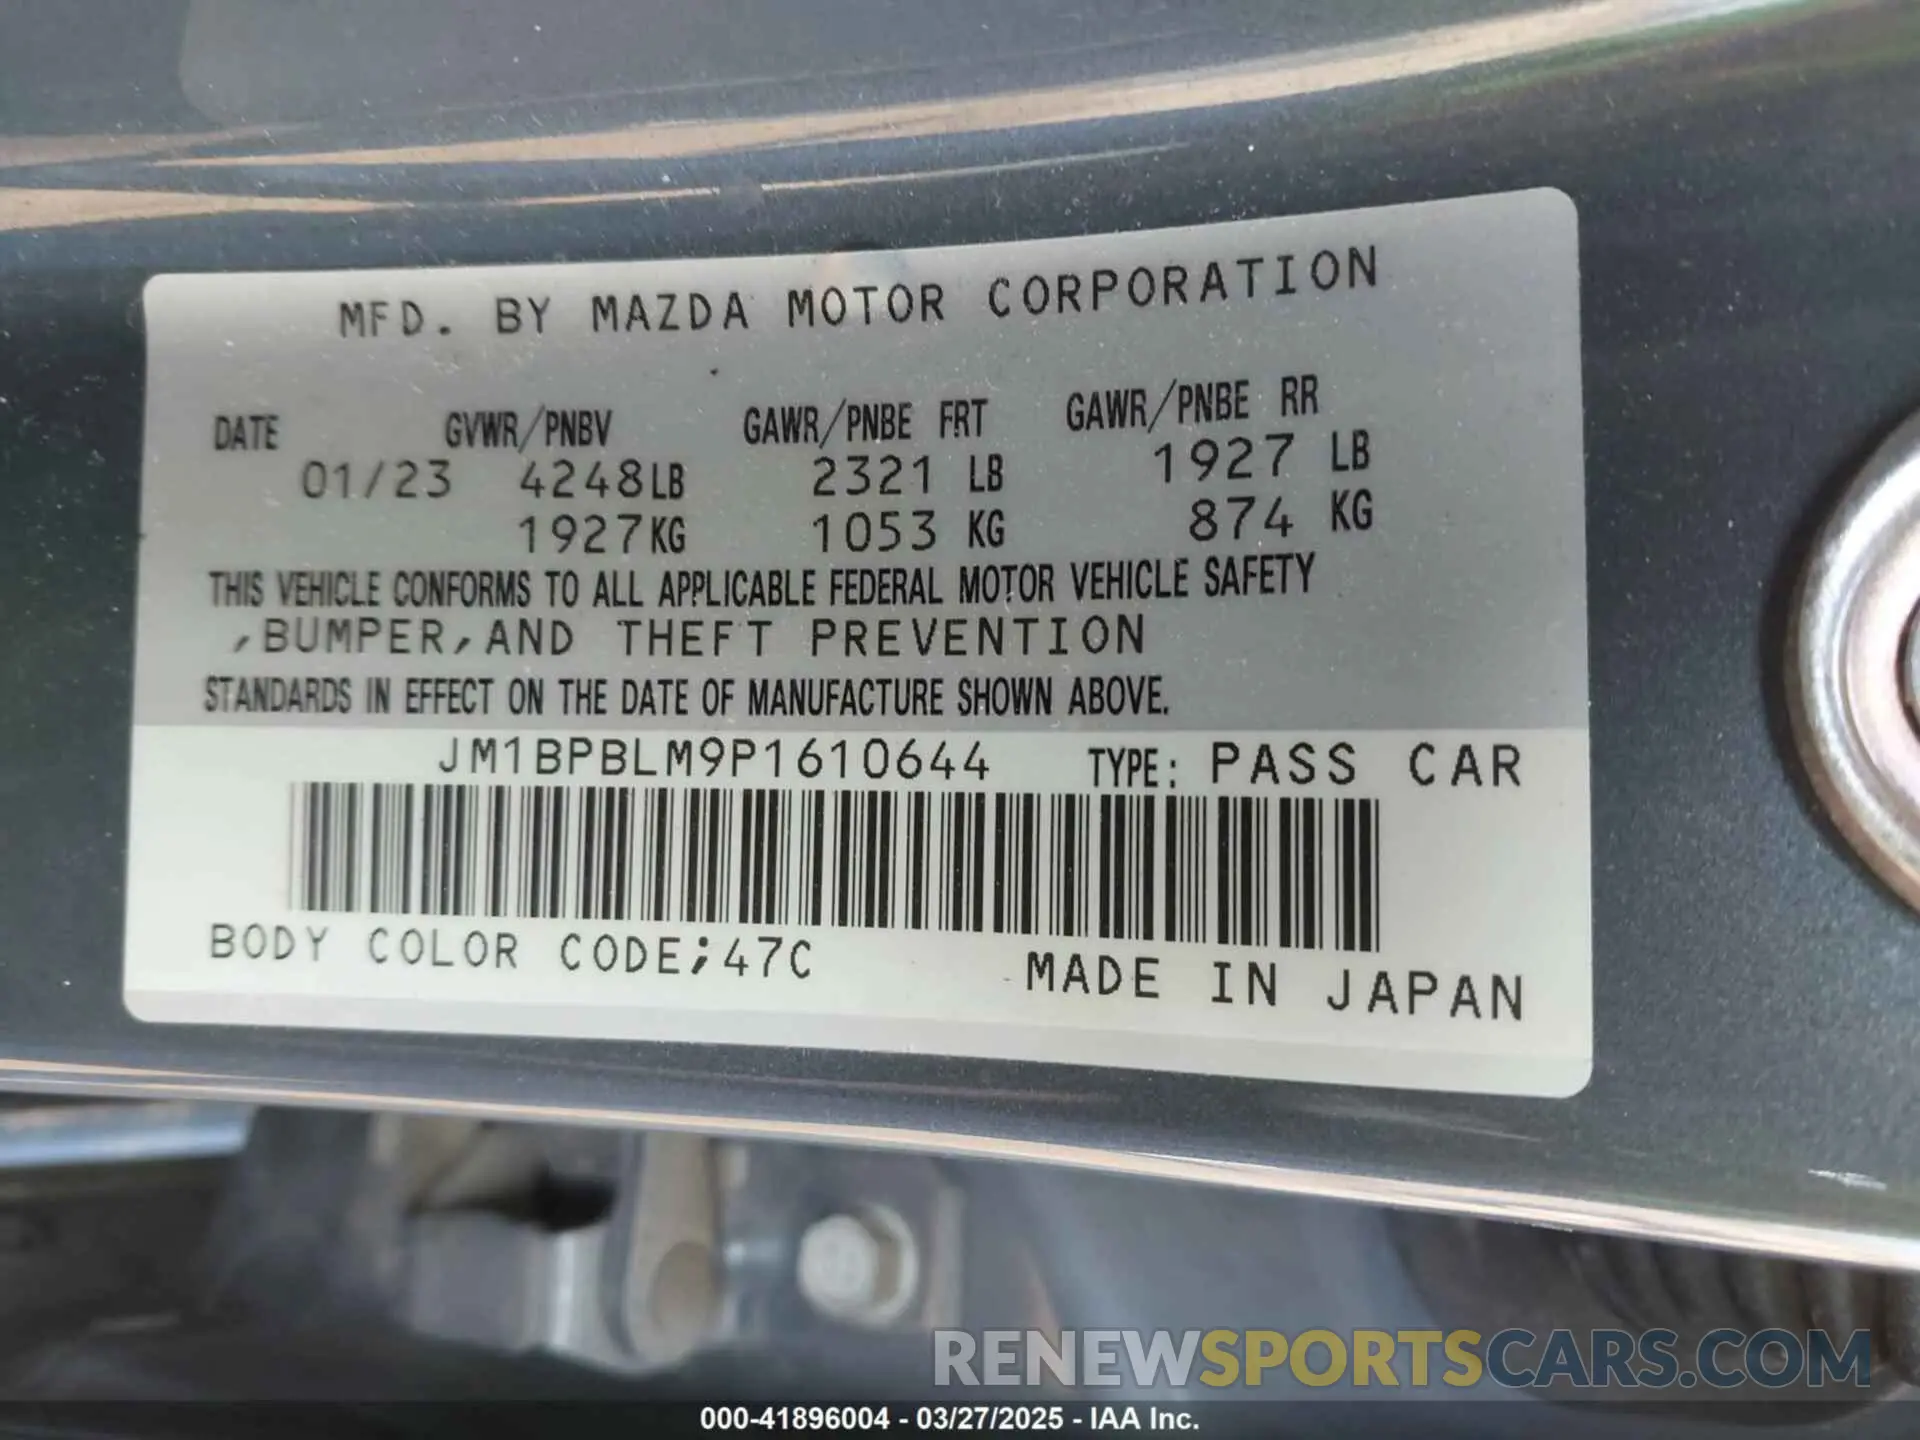 MFD. BY MAZDA MOTOR CORPORATION
DATE GVWR/PNBV GAWR/PNBE FRT GAWR/PNBE RR
01/23 4248LB 2321 LB 1927 LB
1927KG 1053 KG 874 KG
THIS VEHICLE CONFORMS TO ALL APPLICABLE FEDERAL MOTOR VEHICLE SAFETY
,BUMPER,AND THEFT PREVENTION
STANDARDS IN EFFECT ON THE DATE OF MANUFACTURE SHOWN ABOVE.
JM1BPBLM9P1610644 TYPE: PASS CAR
BODY COLOR CODE;47C MADE IN JAPAN
RENEWSPORTSCARS.COM
000-41896004 - 03/27/2025 - IAA Inc.